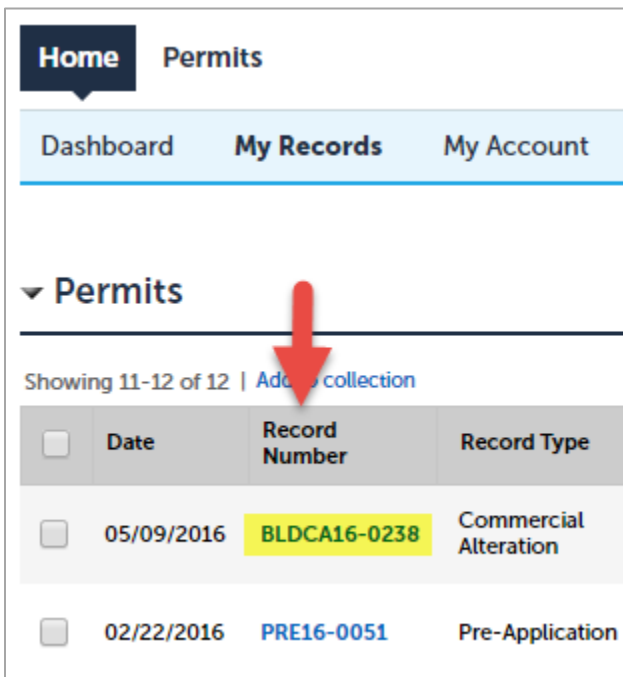 Home Permits
Dashboard My Records My Account
Permits
Showing 11-12 of 12 | Add collection
Date Record Number Record Type
05/09/2016 BLDCA16-0238 Commercial Alteration
02/22/2016 PRE16-0051 Pre-Application